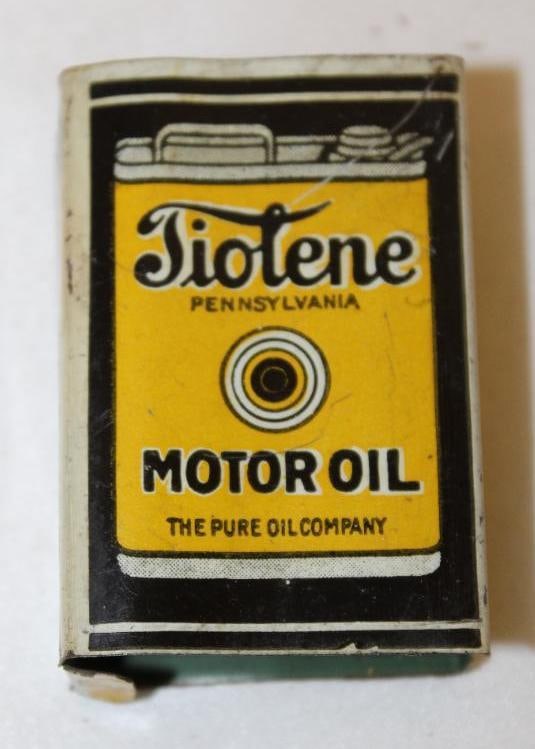 Tiolene
PENNSYLVANIA
MOTOR OIL
THE PURE OIL COMPANY